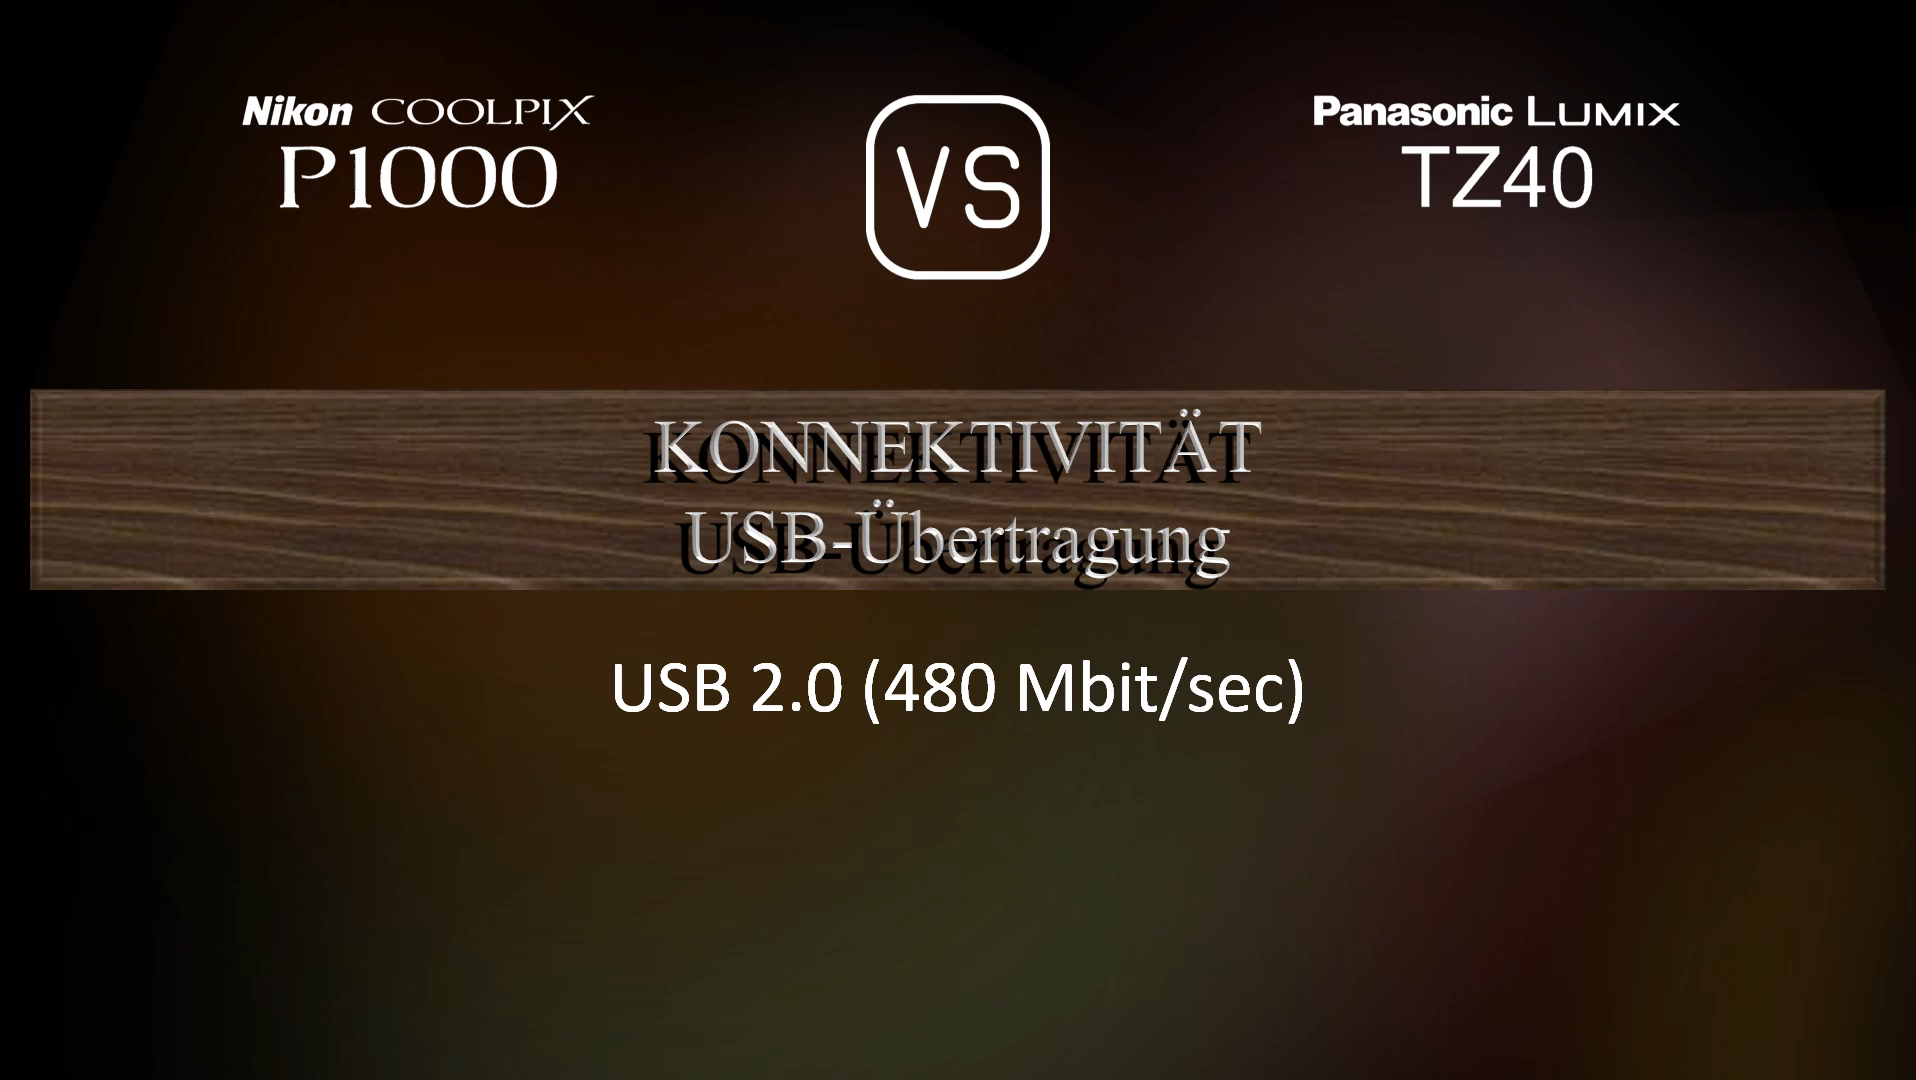 Nikon COOLPIX
P1000
VS
Panasonic LUMIX
TZ40
KONNEKTIVITÄT
USB-Übertragung
USB 2.0 (480 Mbit/sec)